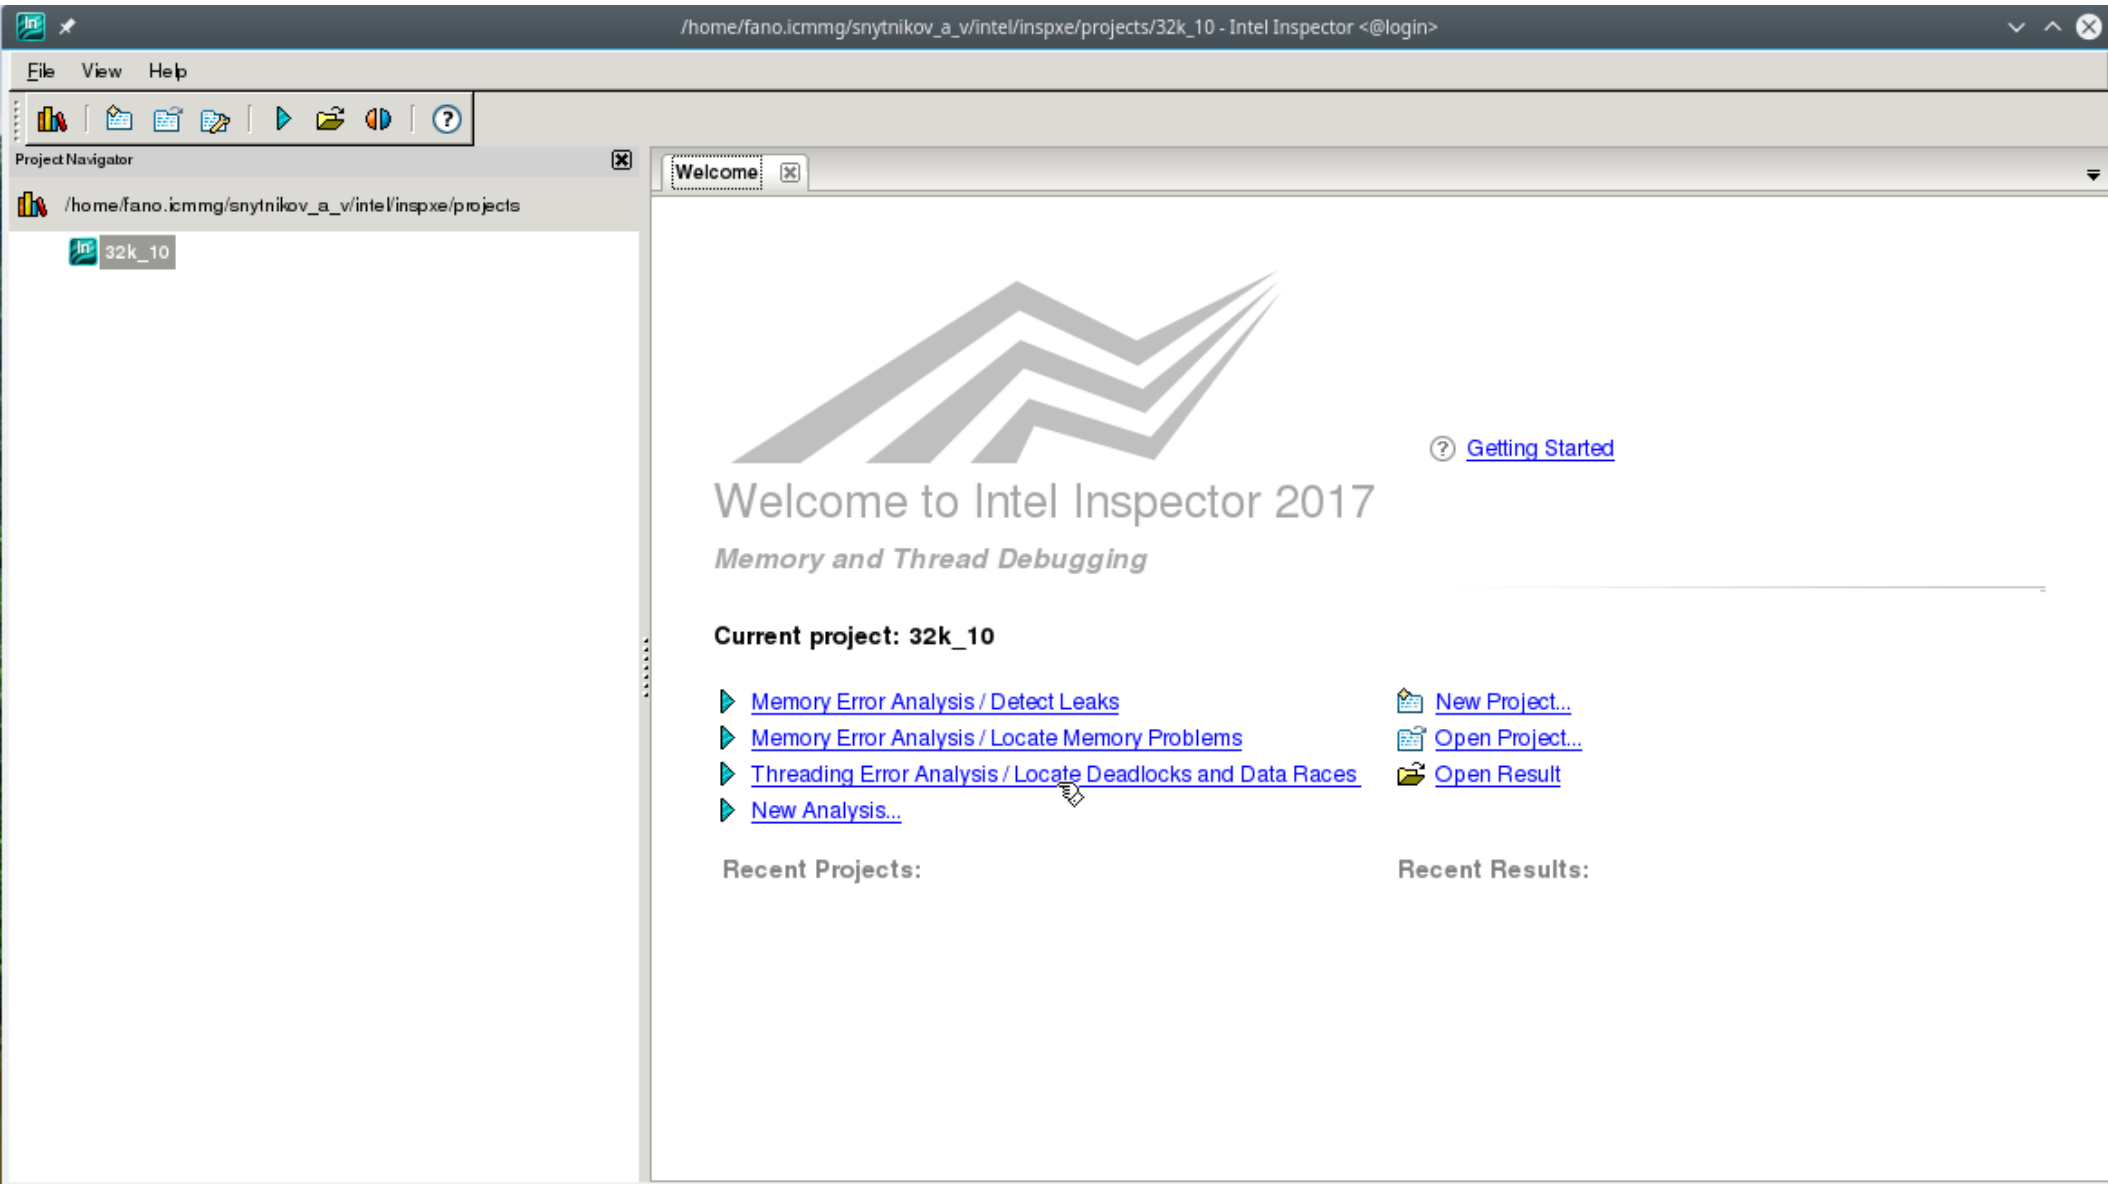 /home/fano.icmmg/snytnikov_a_v/intel/inspxe/projects/32k_10 - Intel Inspector <@login>
File View Help
Project Navigator
/home/fano.icmmg/snytnikov_a_v/intel/inspxe/projects
32k_10
Welcome
Getting Started
Welcome to Intel Inspector 2017
Memory and Thread Debugging
Current project: 32k_10
Memory Error Analysis / Detect Leaks
New Project...
Memory Error Analysis / Locate Memory Problems
Open Project...
Threading Error Analysis / Locate Deadlocks and Data Races
Open Result
New Analysis...
Recent Projects:
Recent Results: